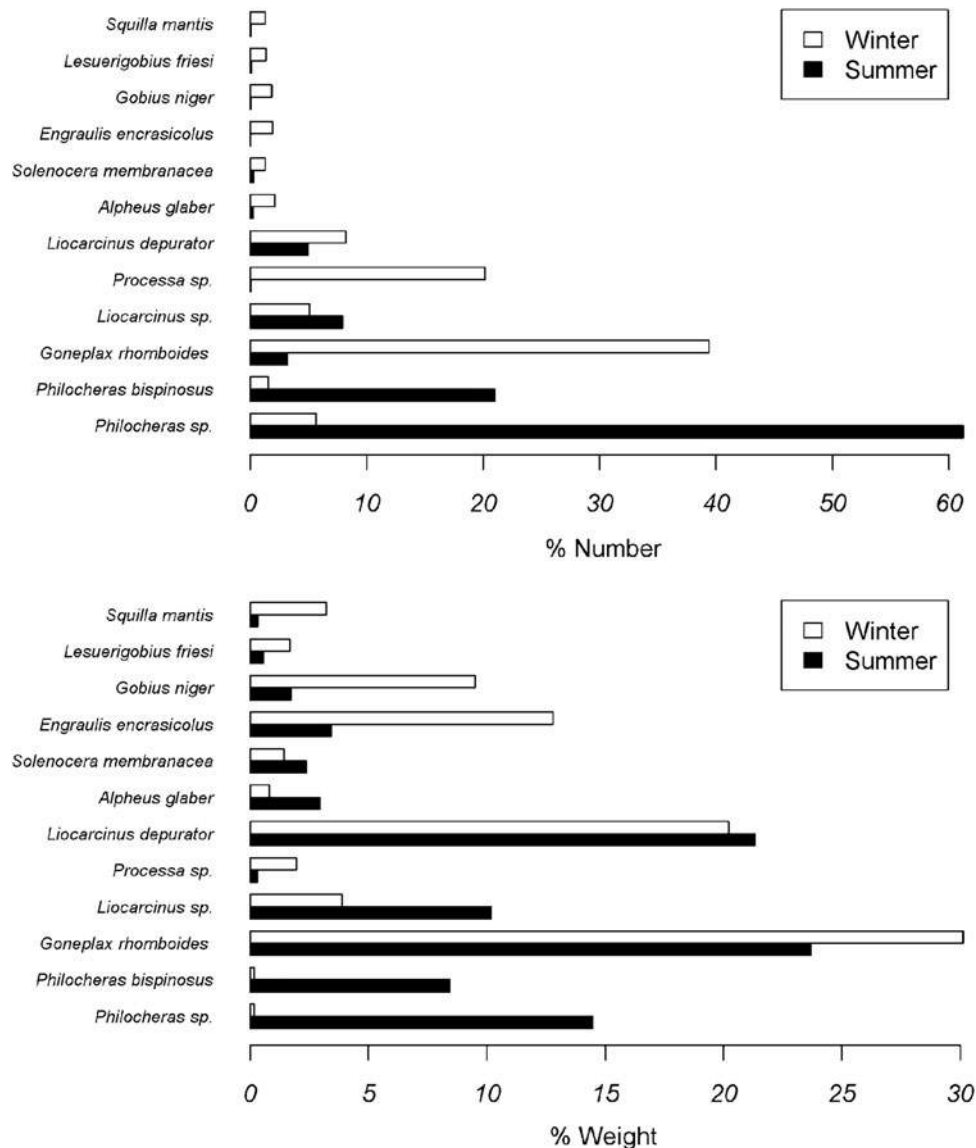 Squilla mantis
Lesuerigobius friesi
Gobius niger
Engraulis encrasicolus
Solenocera membranacea
Alpheus glaber
Liocarcinus depurator
Processa sp.
Liocarcinus sp.
Goneplax rhomboides
Philocheras bispinosus
Philocheras sp.
Winter
Summer
0 10 20 30 40 50 60
% Number
Squilla mantis
Lesuerigobius friesi
Gobius niger
Engraulis encrasicolus
Solenocera membranacea
Alpheus glaber
Liocarcinus depurator
Processa sp.
Liocarcinus sp.
Goneplax rhomboides
Philocheras bispinosus
Philocheras sp.
Winter
Summer
0 5 10 15 20 25 30
% Weight